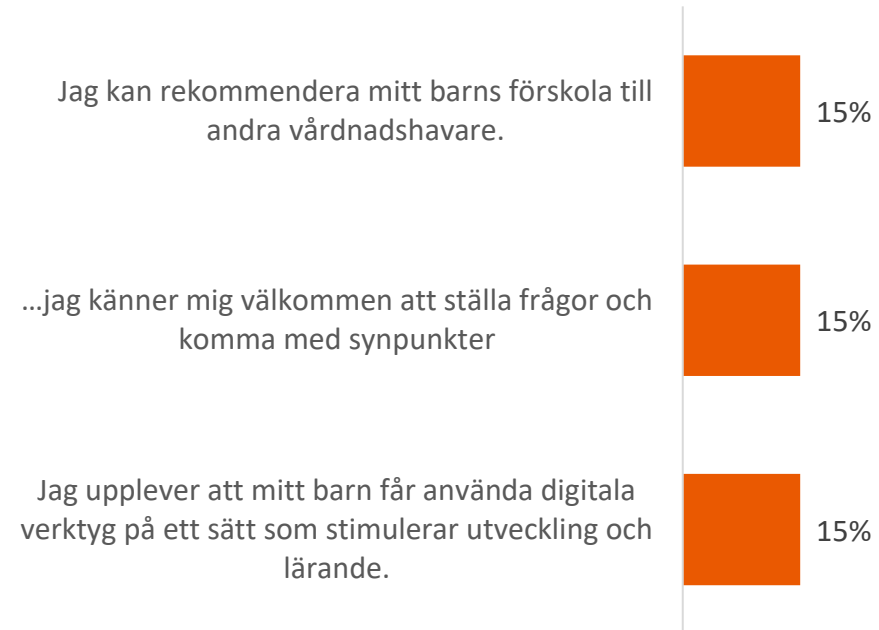 Jag kan rekommendera mitt barns förskola till
andra vårdnadshavare.
15%
…jag känner mig välkommen att ställa frågor och
komma med synpunkter
15%
Jag upplever att mitt barn får använda digitala
verktyg på ett sätt som stimulerar utveckling och
lärande.
15%